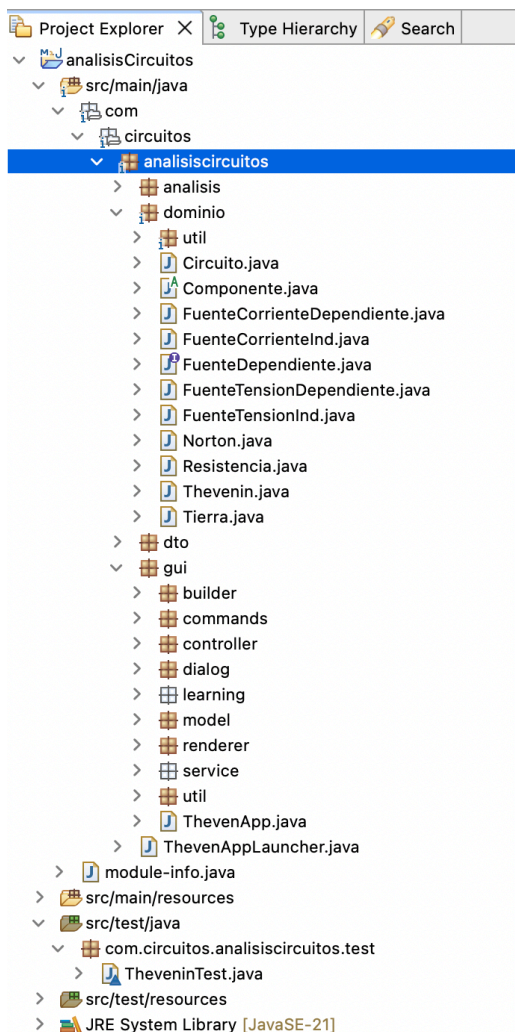 Project Explorer Type Hierarchy Search
analisisCircuitos
src/main/java
com
circuitos
analisiscircuitos
analisis
dominio
util
Circuito.java
Componente.java
FuenteCorrienteDependiente.java
FuenteCorrienteInd.java
FuenteDependiente.java
FuenteTensionDependiente.java
FuenteTensionInd.java
Norton.java
Resistencia.java
Thevenin.java
Tierra.java
dto
gui
builder
commands
controller
dialog
learning
model
renderer
service
util
ThevenApp.java
ThevenAppLauncher.java
module-info.java
src/main/resources
src/test/java
com.circuitos.analisiscircuitos.test
TheveninTest.java
src/test/resources
JRE System Library [JavaSE-21]